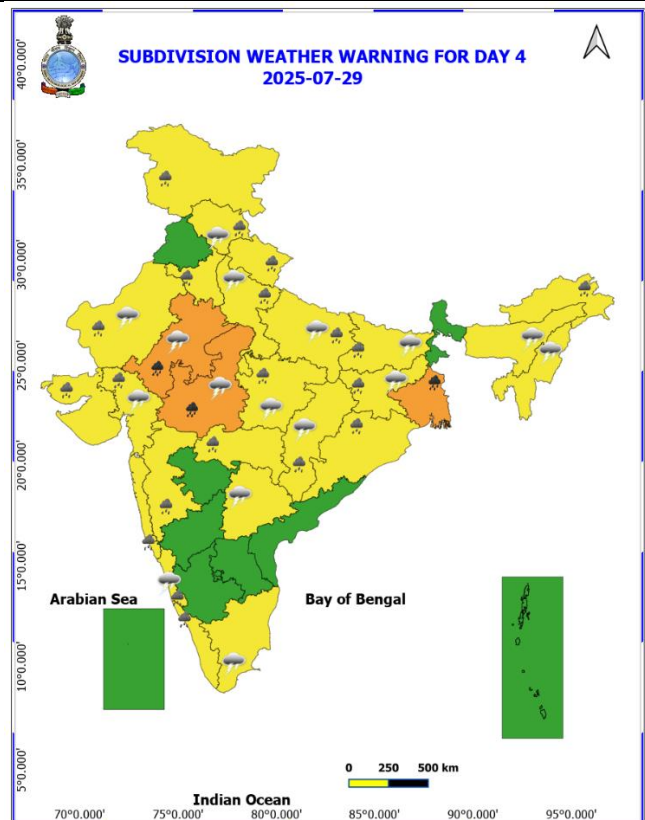 SUBDIVISION WEATHER WARNING FOR DAY 4
2025-07-29
40°0.000'
35°0.000'
30°0.000'
25°0.000'
20°0.000'
15°0.000'
10°0.000'
5°0.000'
Arabian Sea
Bay of Bengal
0 250 500 km
Indian Ocean
70°0.000' 75°0.000' 80°0.000' 85°0.000' 90°0.000' 95°0.000'